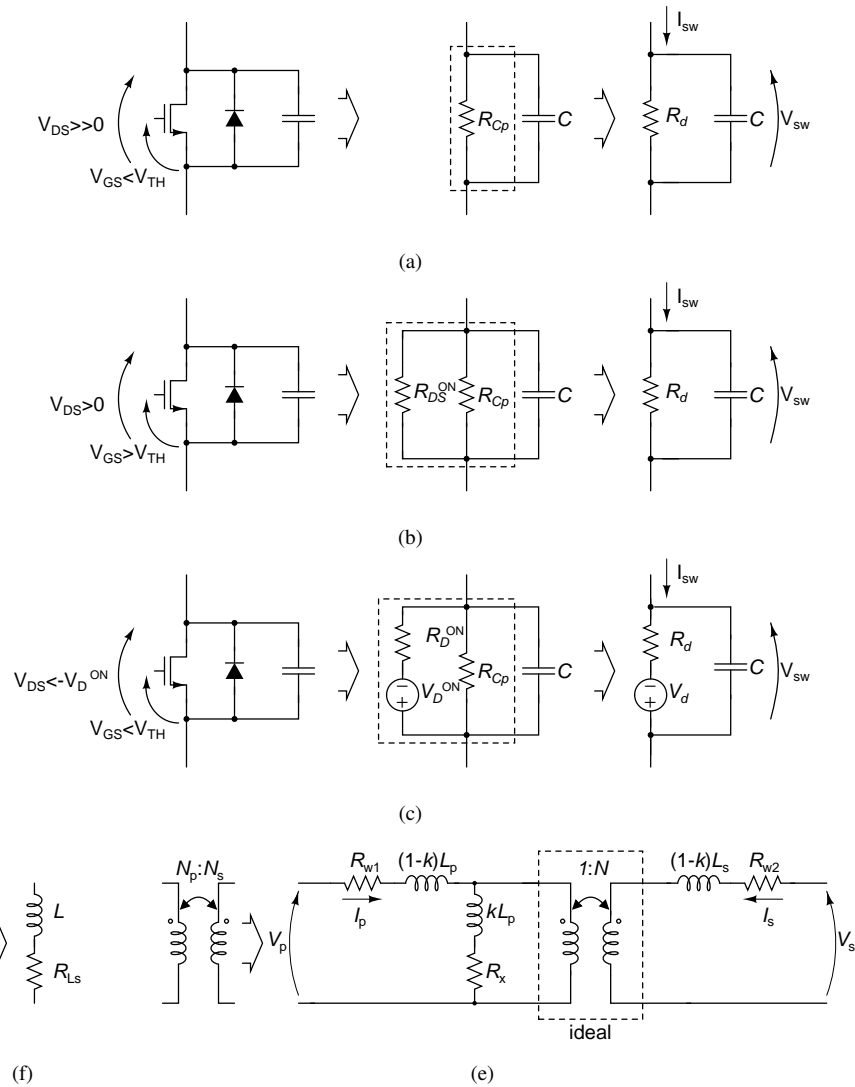 I_sw
V_DS>>0
V_GS<V_TH
R_Cp
C
R_d
C
V_sw
(a)
I_sw
V_DS>0
V_GS>V_TH
R_DS^ON
R_Cp
C
R_d
C
V_sw
(b)
I_sw
V_DS<-V_D^ON
V_GS<V_TH
R_D^ON
V_D^ON
R_Cp
C
R_d
V_d
C
V_sw
(c)
L
R_Ls
N_p:N_s
R_w1
(1-k)L_p
1:N
(1-k)L_s
R_w2
I_p
I_s
V_p
kL_p
R_x
V_s
ideal
(f)
(e)